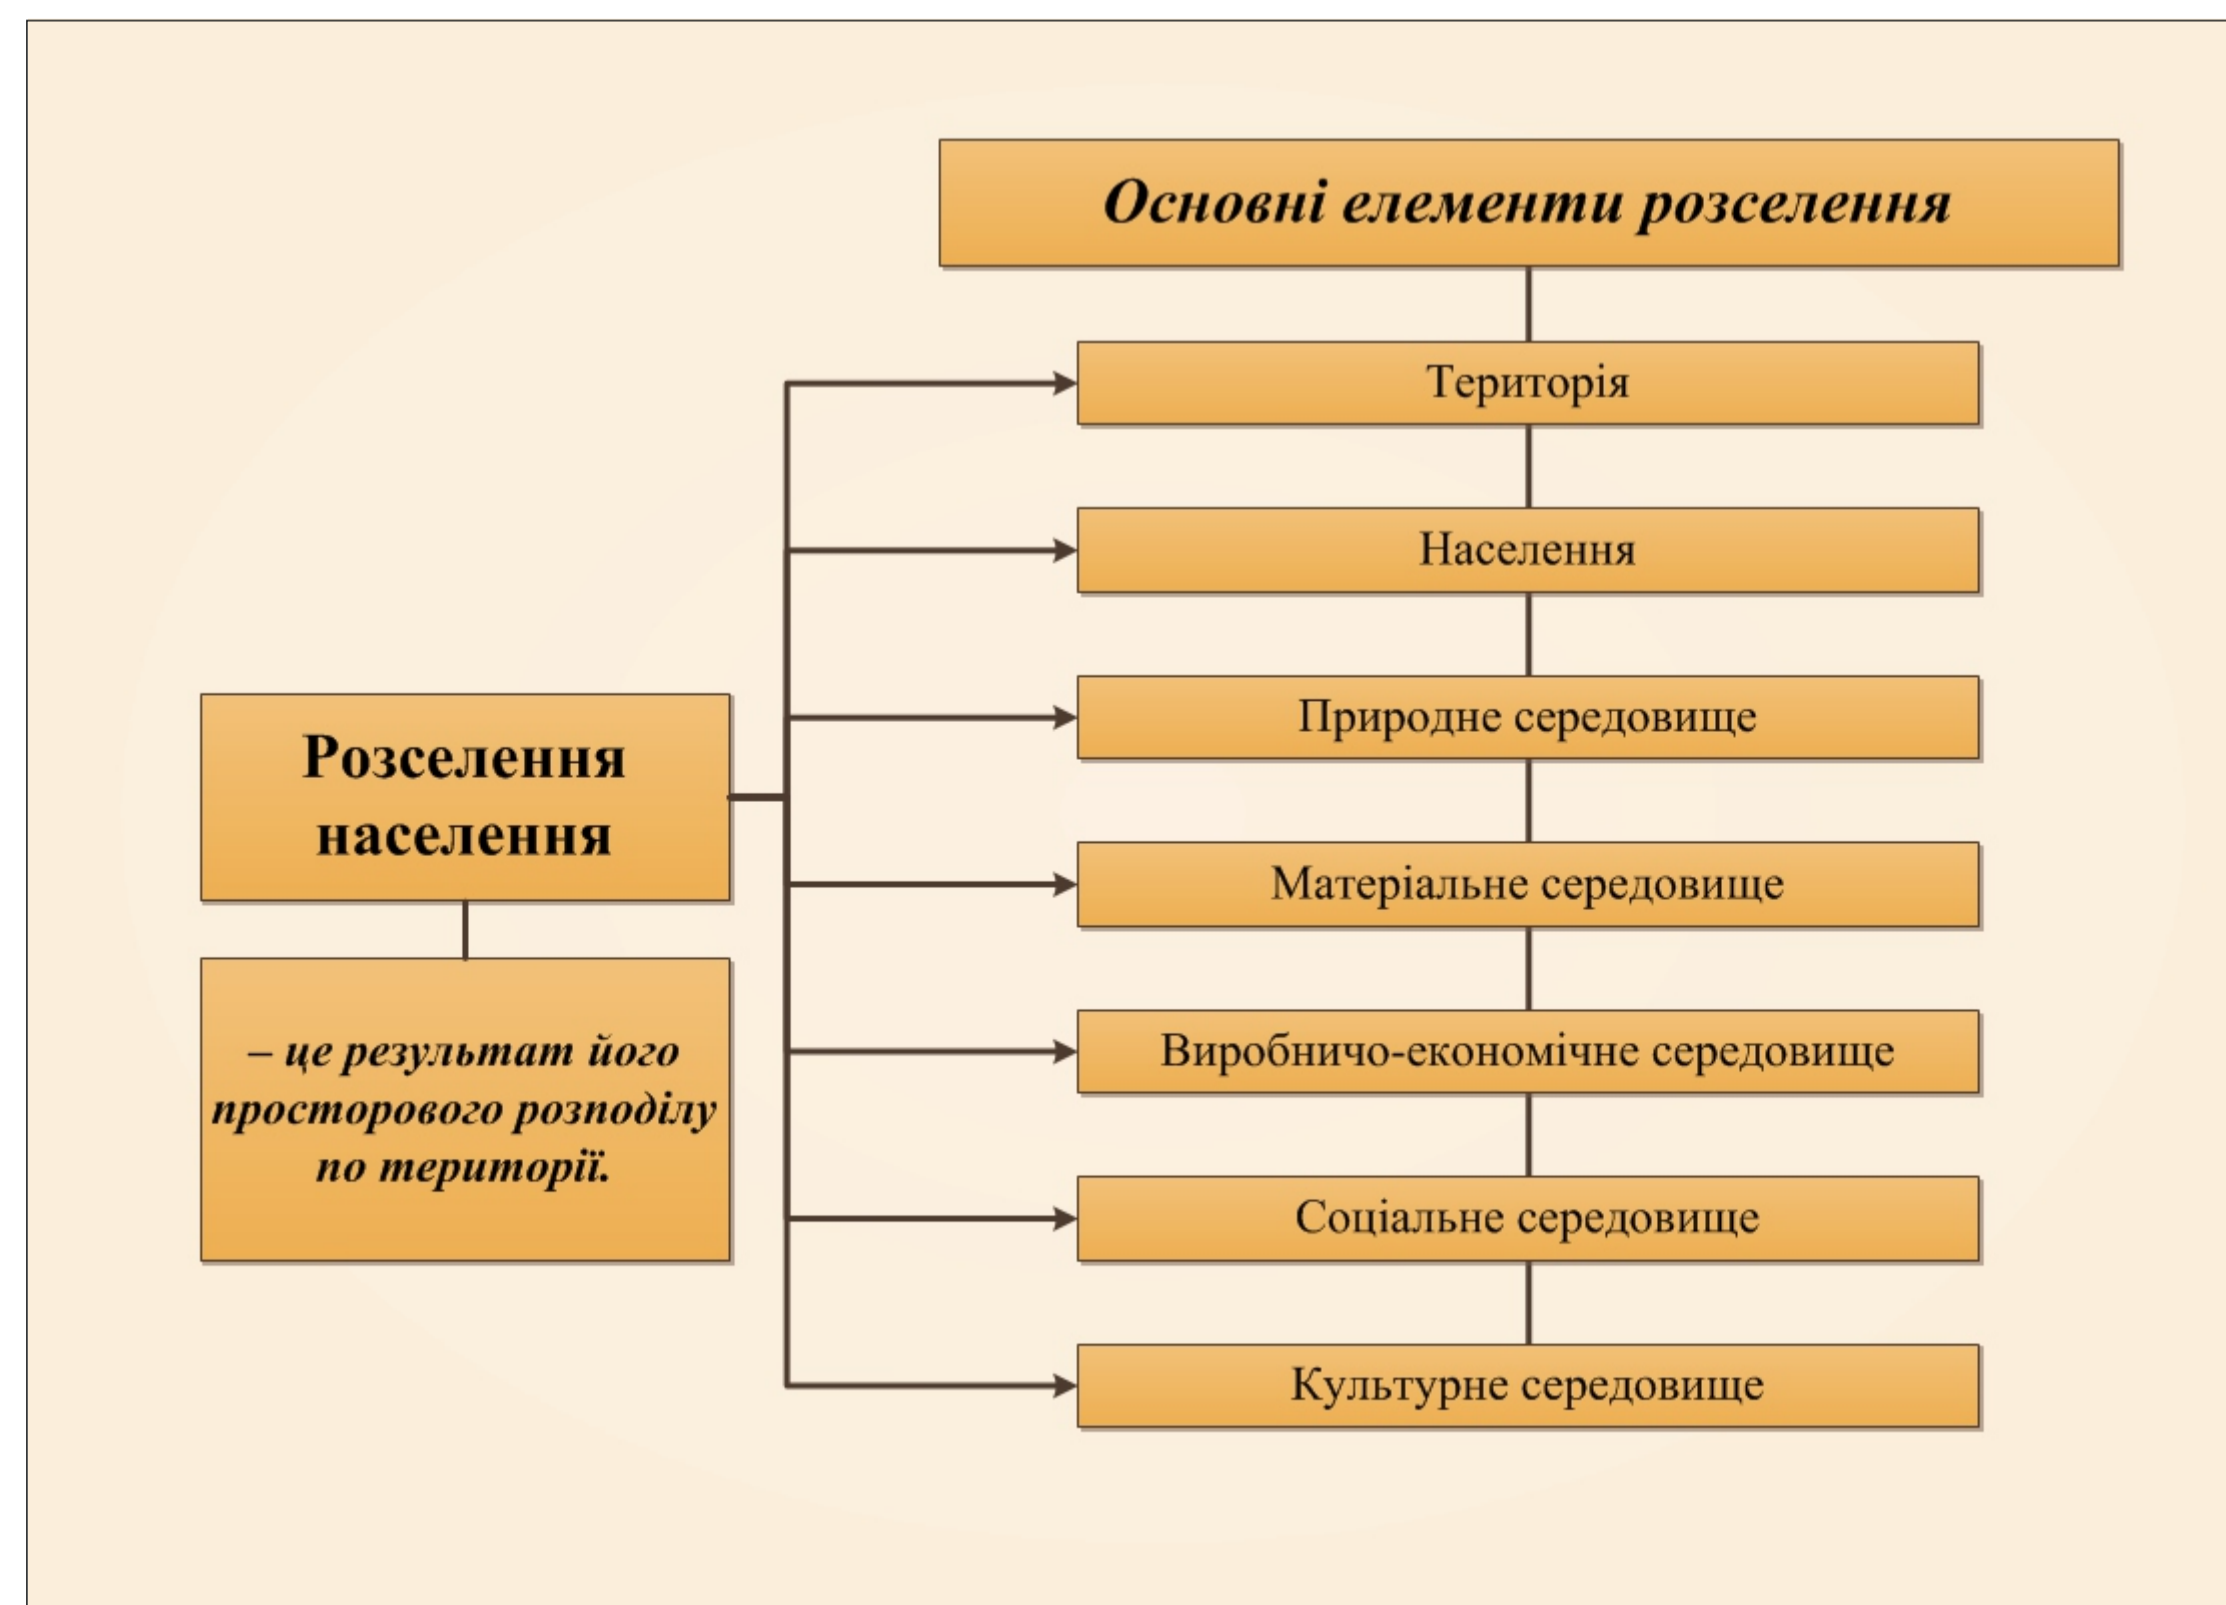 Основні елементи розселення
Територія
Населення
Природне середовище
Матеріальне середовище
Виробничо-економічне середовище
Соціальне середовище
Культурне середовище
Розселення
населення
– це результат його
просторового розподілу
по території.